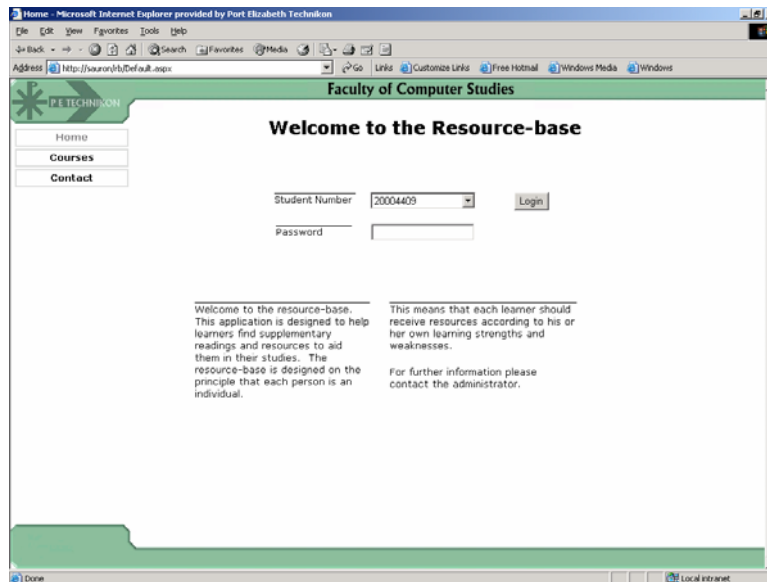 Home - Microsoft Internet Explorer provided by Port Elizabeth Technikon
File Edit View Favorites Tools Help
Back Search Favorites Media
Address http://sauron/rb/Default.aspx Go Links Customize Links Free Hotmail Windows Media Windows
Faculty of Computer Studies
P E TECHNIKON
Welcome to the Resource-base
Home
Courses
Contact
Student Number 20004409 Login
Password
Welcome to the resource-base.
This application is designed to help
learners find supplementary
readings and resources to aid
them in their studies. The
resource-base is designed on the
principle that each person is an
individual.
This means that each learner should
receive resources according to his or
her own learning strengths and
weaknesses.
For further information please
contact the administrator.
Done Local intranet